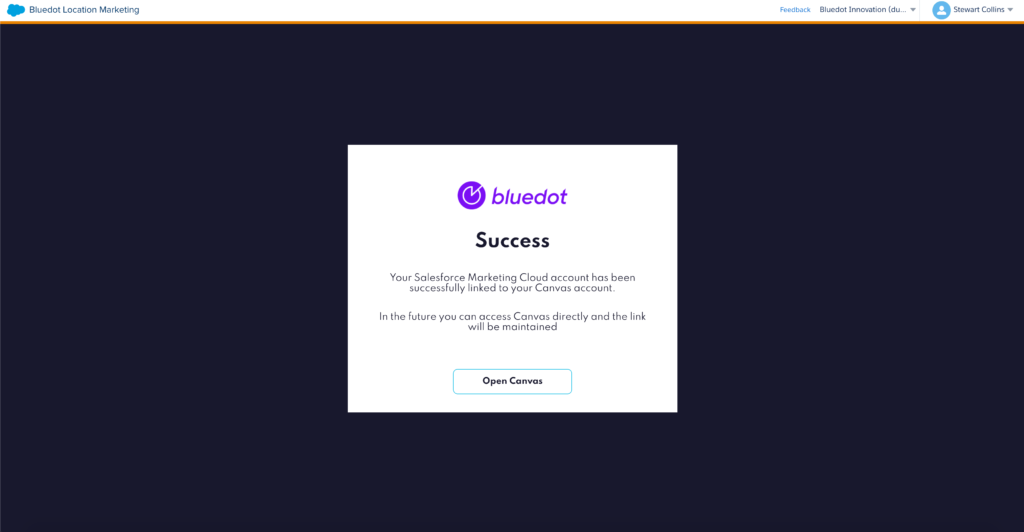 Bluedot Location Marketing
Feedback
Bluedot Innovation (du...
Stewart Collins
bluedot
Success
Your Salesforce Marketing Cloud account has been
successfully linked to your Canvas account.
In the future you can access Canvas directly and the link
will be maintained
Open Canvas